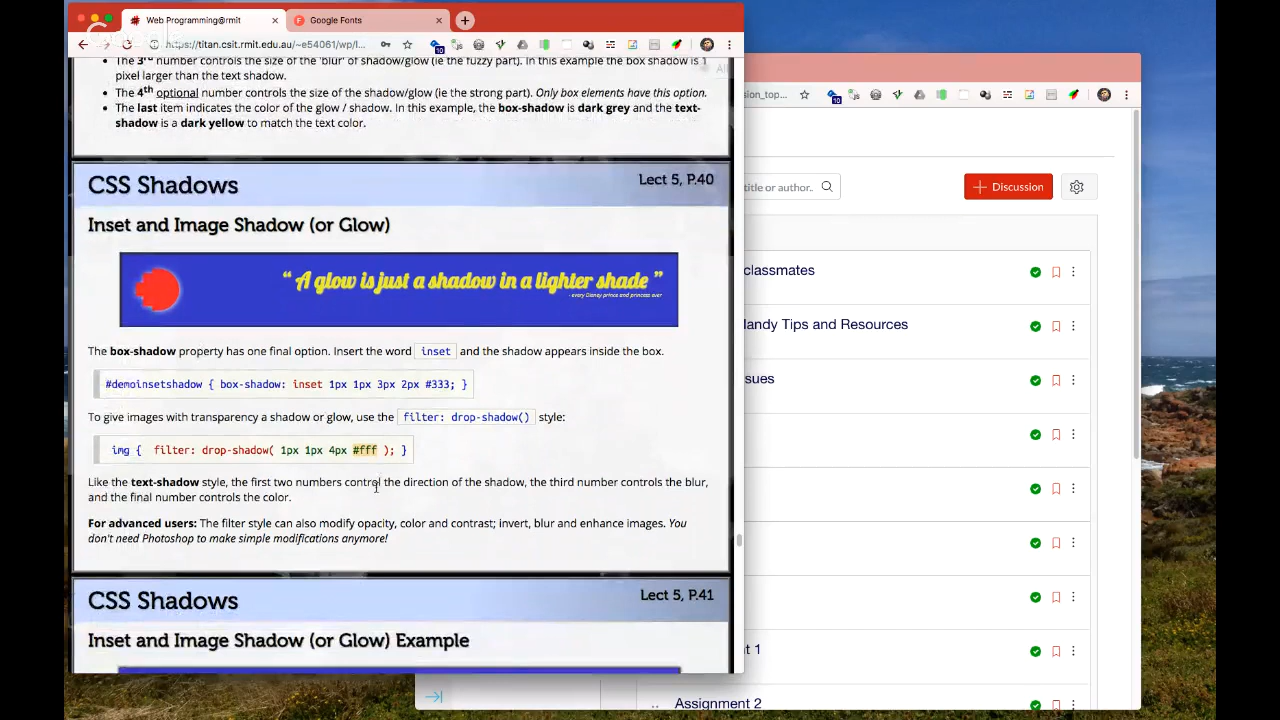 Web Programming@rmit
Google Fonts
https://titan.csit.rmit.edu.au/~e54061/wp/l...
10
The 3rd number controls the size of the 'blur' of shadow/glow (ie the fuzzy part). In this example the box shadow is 1
pixel larger than the text shadow.
The 4th optional number controls the size of the shadow/glow (ie the strong part). Only box elements have this option.
The last item indicates the color of the glow / shadow. In this example, the box-shadow is dark grey and the text-
shadow is a dark yellow to match the text color.
CSS Shadows
Lect 5, P.40
Inset and Image Shadow (or Glow)
“ A glow is just a shadow in a lighter shade ”
- every Disney prince and princess ever
The box-shadow property has one final option. Insert the word inset and the shadow appears inside the box.
#demoinsetshadow { box-shadow: inset 1px 1px 3px 2px #333; }
To give images with transparency a shadow or glow, use the filter: drop-shadow() style:
img { filter: drop-shadow( 1px 1px 4px #fff ); }
Like the text-shadow style, the first two numbers control the direction of the shadow, the third number controls the blur,
and the final number controls the color.
For advanced users: The filter style can also modify opacity, color and contrast; invert, blur and enhance images. You
don't need Photoshop to make simple modifications anymore!
CSS Shadows
Lect 5, P.41
Inset and Image Shadow (or Glow) Example
sion_top...
10
title or author..
+ Discussion
classmates
Handy Tips and Resources
sues
t 1
Assignment 2